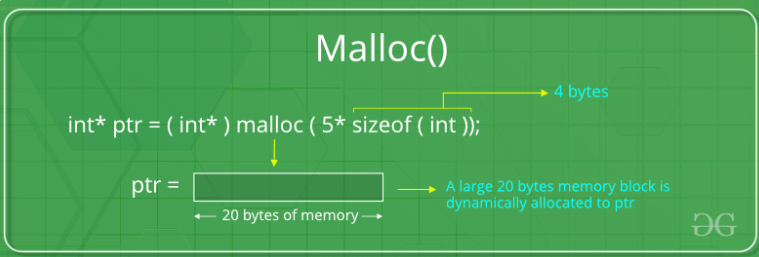 Malloc()
4 bytes
int* ptr = ( int* ) malloc ( 5* sizeof ( int ));
ptr =
A large 20 bytes memory block is
dynamically allocated to ptr
20 bytes of memory